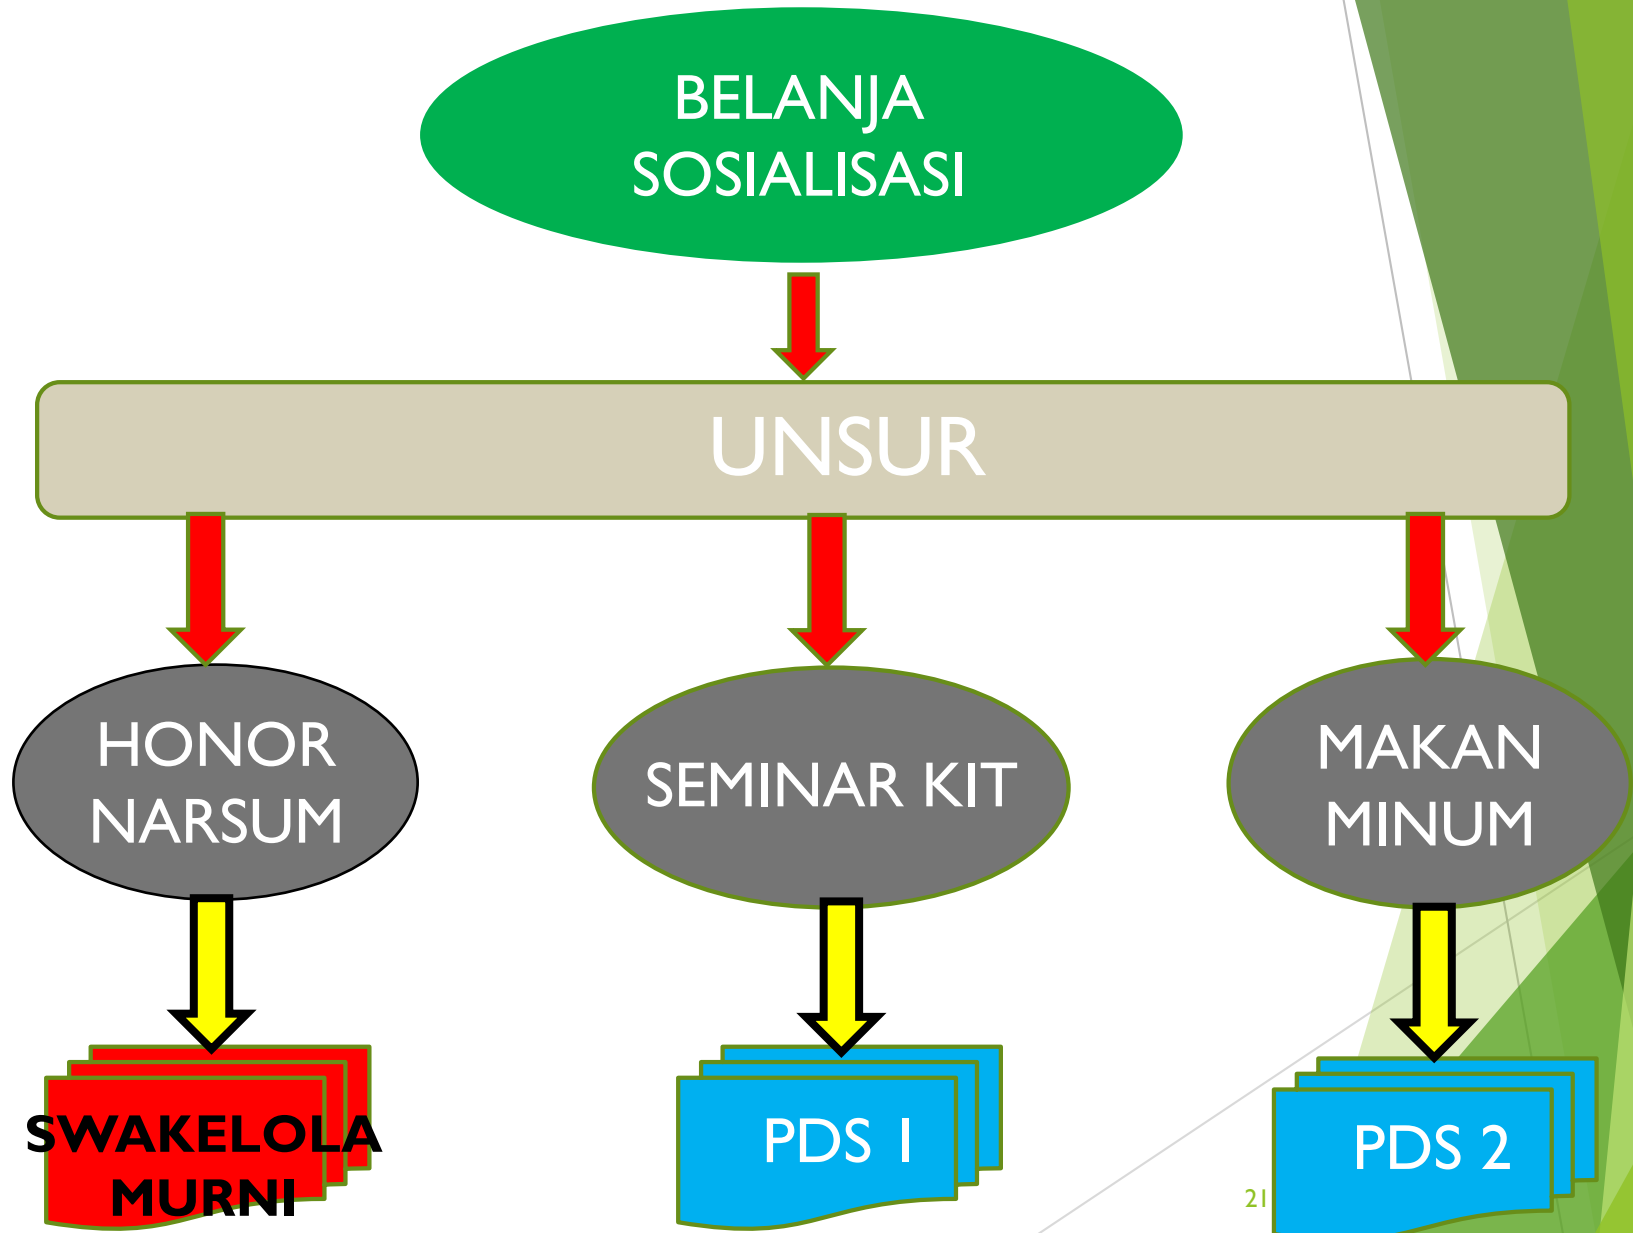 BELANJA
SOSIALISASI
UNSUR
HONOR
NARSUM
SEMINAR KIT
MAKAN
MINUM
SWAKELOLA
MURNI
PDS 1
PDS 2
21